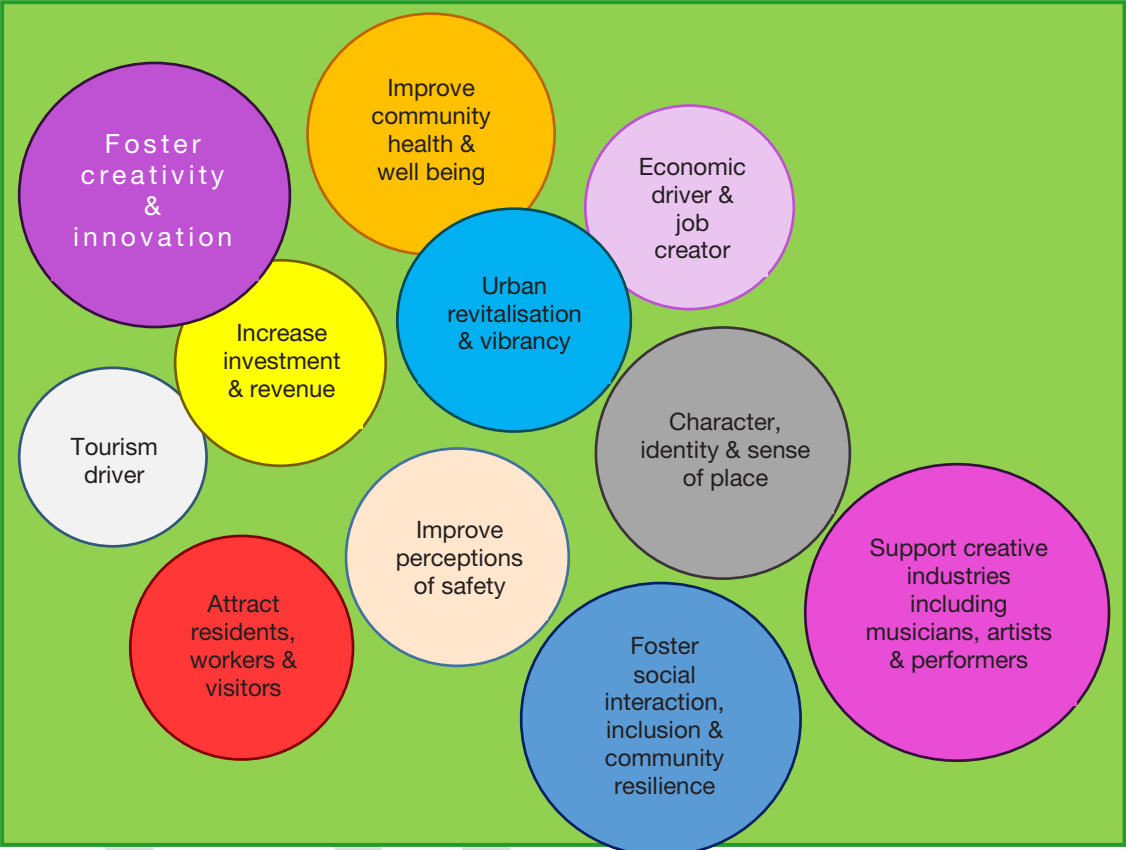 Foster
creativity
&
innovation
Improve
community
health &
well being
Economic
driver &
job
creator
Urban
revitalisation
& vibrancy
Increase
investment
& revenue
Tourism
driver
Character,
identity & sense
of place
Improve
perceptions
of safety
Support creative
industries
including
musicians, artists
& performers
Attract
residents,
workers &
visitors
Foster
social
interaction,
inclusion &
community
resilience